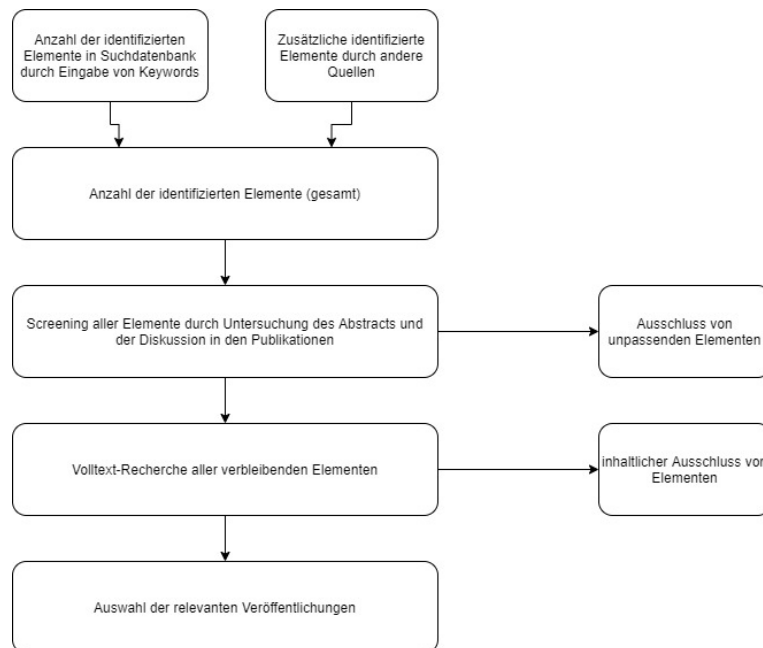 Anzahl der identifizierten
Elemente in Suchdatenbank
durch Eingabe von Keywords
Zusätzliche identifizierte
Elemente durch andere
Quellen
Anzahl der identifizierten Elemente (gesamt)
Screening aller Elemente durch Untersuchung des Abstracts und
der Diskussion in den Publikationen
Ausschluss von
unpassenden Elementen
Volltext-Recherche aller verbleibenden Elementen
inhaltlicher Ausschluss von
Elementen
Auswahl der relevanten Veröffentlichungen